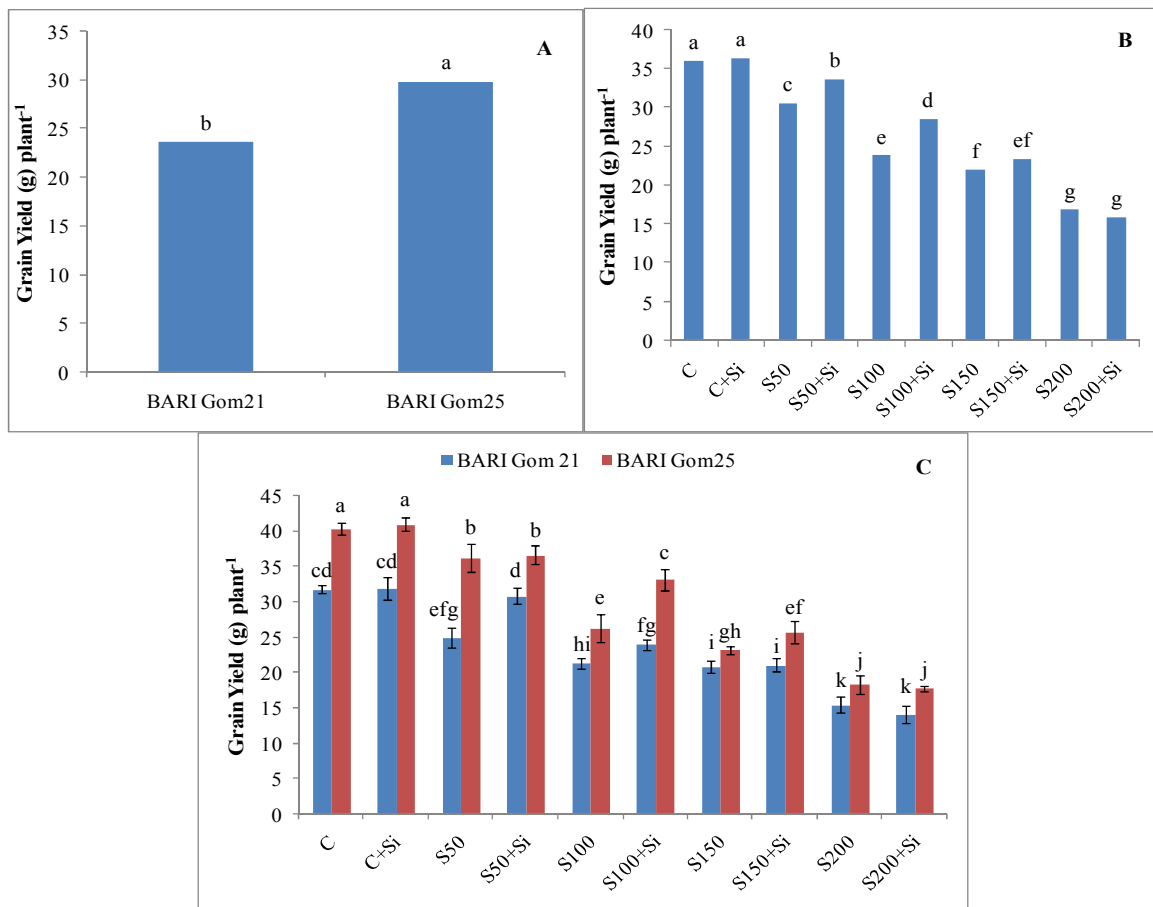 A
Grain Yield (g) plant⁻¹
35
30
25
20
15
10
5
0
b
a
BARI Gom21
BARI Gom25
B
Grain Yield (g) plant⁻¹
40
35
30
25
20
15
10
5
0
a
a
c
b
e
d
f
ef
g
g
C
C+Si
S50
S50+Si
S100
S100+Si
S150
S150+Si
S200
S200+Si
BARI Gom 21
BARI Gom25
C
Grain Yield (g) plant⁻¹
45
40
35
30
25
20
15
10
5
0
cd
a
cd
a
efg
b
d
b
hi
e
fg
c
i
gh
i
ef
k
j
k
j
C
C+Si
S50
S50+Si
S100
S100+Si
S150
S150+Si
S200
S200+Si